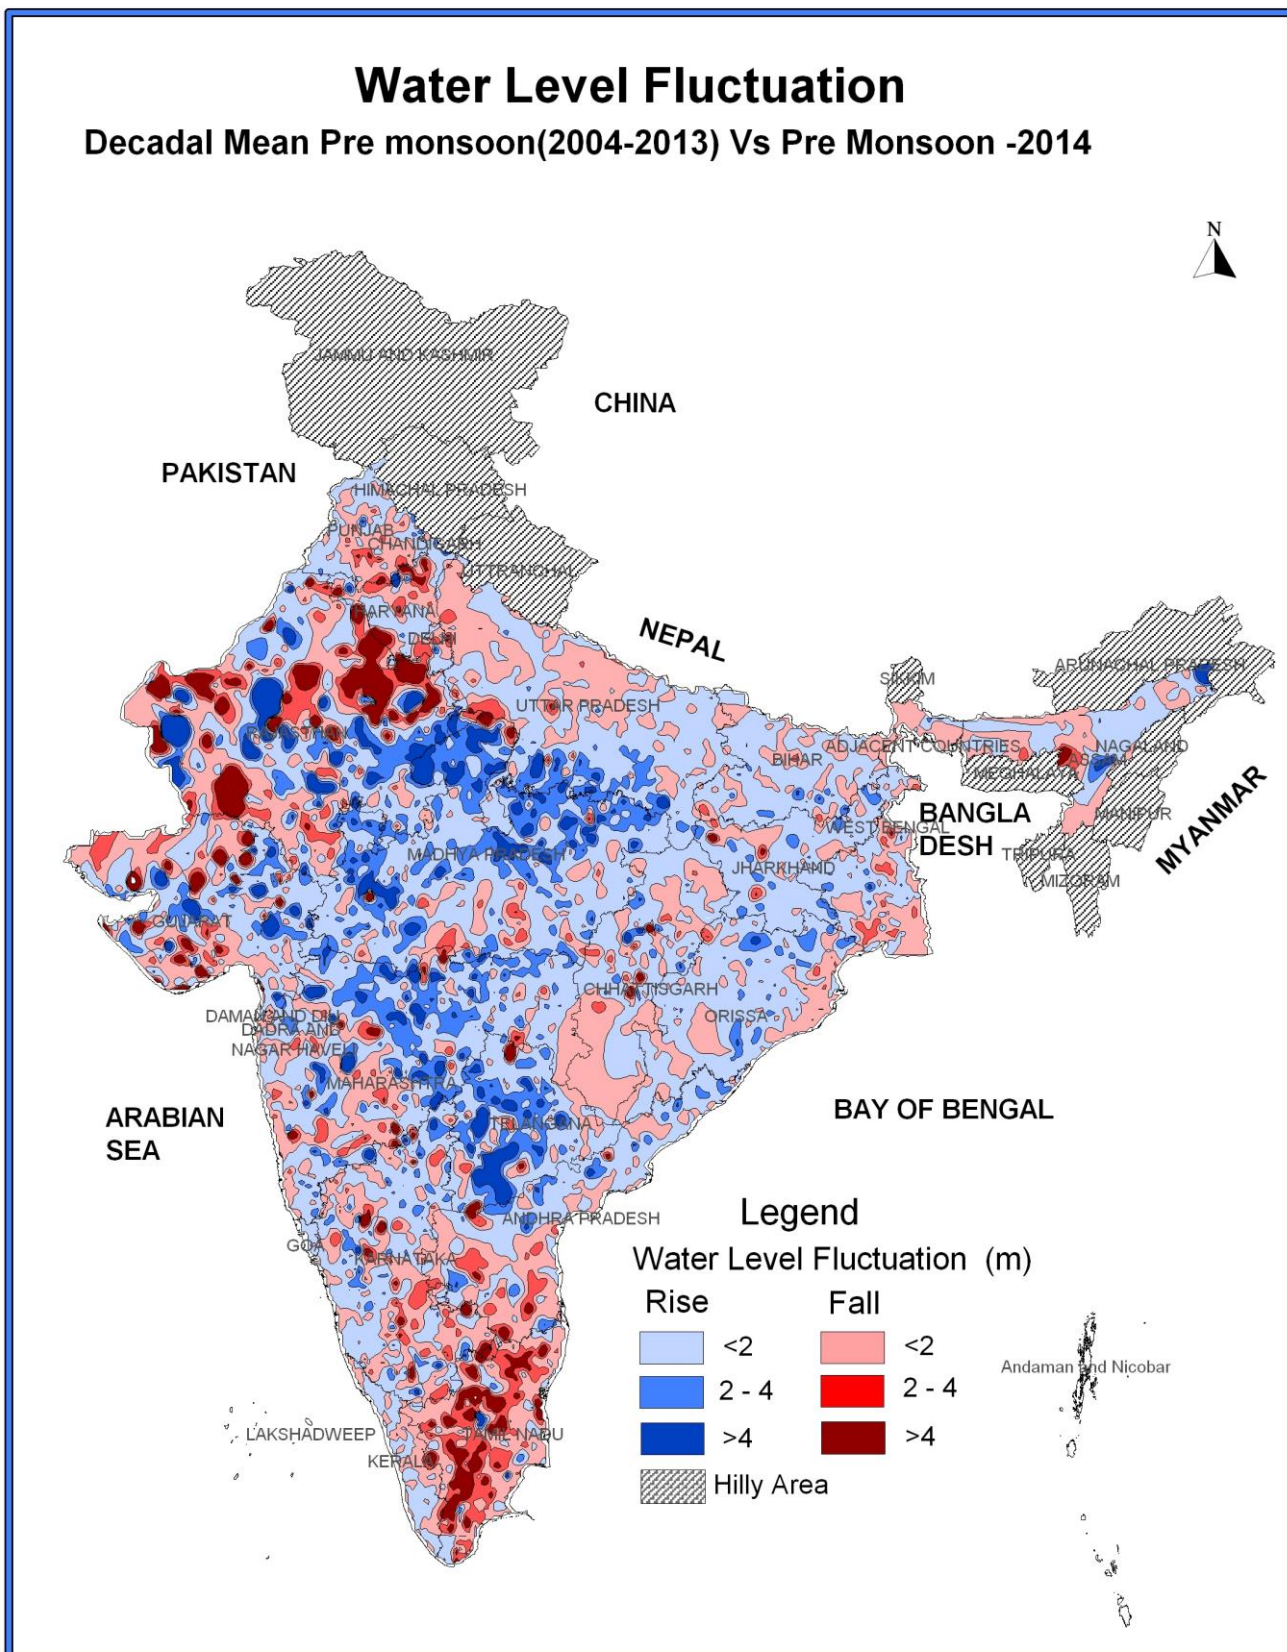 Water Level Fluctuation
Decadal Mean Pre monsoon(2004-2013) Vs Pre Monsoon -2014
N
JAMMU AND KASHMIR
CHINA
PAKISTAN
HIMACHAL PRADESH
PUNJAB
CHANDIGARH
UTTRANCHAL
HARYANA
DELHI
NEPAL
ARUNACHAL PRADESH
SIKKIM
UTTAR PRADESH
RAJASTHAN
ADJACENT COUNTRIES
NAGALAND
BIHAR
ASSAM
MEGHALAYA
BANGLA
DESH
MANIPUR
MYANMAR
WEST BENGAL
MADHYA PRADESH
TRIPURA
JHARKHAND
MIZORAM
GUJARAT
CHHATTISGARH
DAMAN AND DIU
ORISSA
DADRA AND
NAGAR HAVELI
MAHARASHTRA
ARABIAN
SEA
BAY OF BENGAL
TELANGANA
ANDHRA PRADESH
GOA
KARNATAKA
LAKSHADWEEP
TAMIL NADU
KERALA
Andaman and Nicobar
Legend
Water Level Fluctuation (m)
Rise Fall
<2 <2
2 - 4 2 - 4
>4 >4
Hilly Area